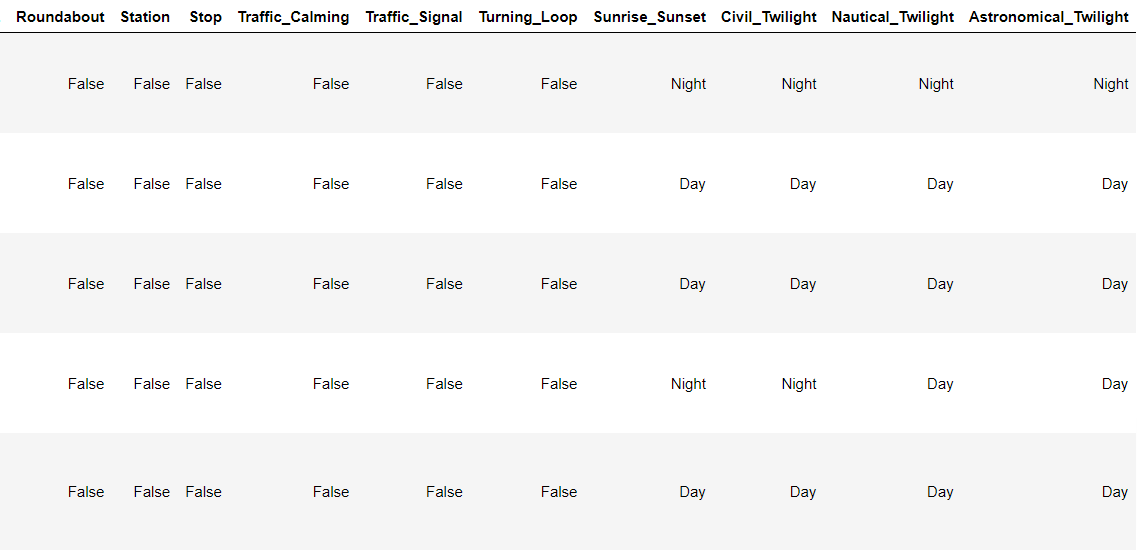 Roundabout Station Stop Traffic_Calming Traffic_Signal Turning_Loop Sunrise_Sunset Civil_Twilight Nautical_Twilight Astronomical_Twilight
False False False False False False Night Night Night Night
False False False False False False Day Day Day Day
False False False False False False Day Day Day Day
False False False False False False Night Night Day Day
False False False False False False Day Day Day Day